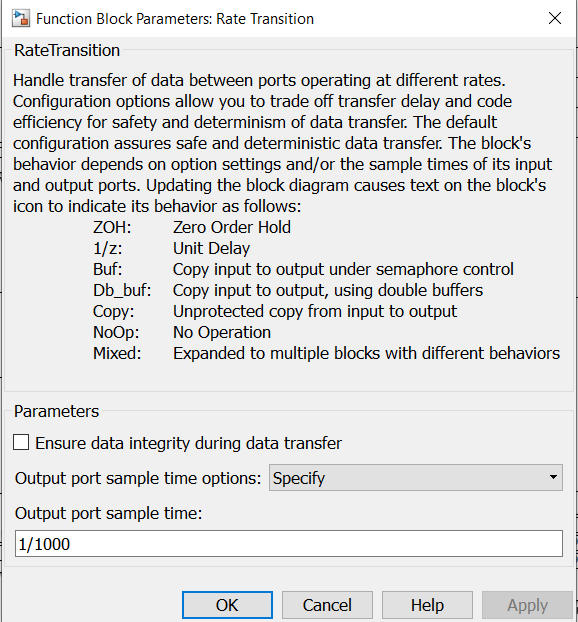 Function Block Parameters: Rate Transition
RateTransition
Handle transfer of data between ports operating at different rates.
Configuration options allow you to trade off transfer delay and code
efficiency for safety and determinism of data transfer. The default
configuration assures safe and deterministic data transfer. The block's
behavior depends on option settings and/or the sample times of its input
and output ports. Updating the block diagram causes text on the block's
icon to indicate its behavior as follows:
ZOH: Zero Order Hold
1/z: Unit Delay
Buf: Copy input to output under semaphore control
Db_buf: Copy input to output, using double buffers
Copy: Unprotected copy from input to output
NoOp: No Operation
Mixed: Expanded to multiple blocks with different behaviors
Parameters
Ensure data integrity during data transfer
Output port sample time options: Specify
Output port sample time:
1/1000
OK Cancel Help Apply